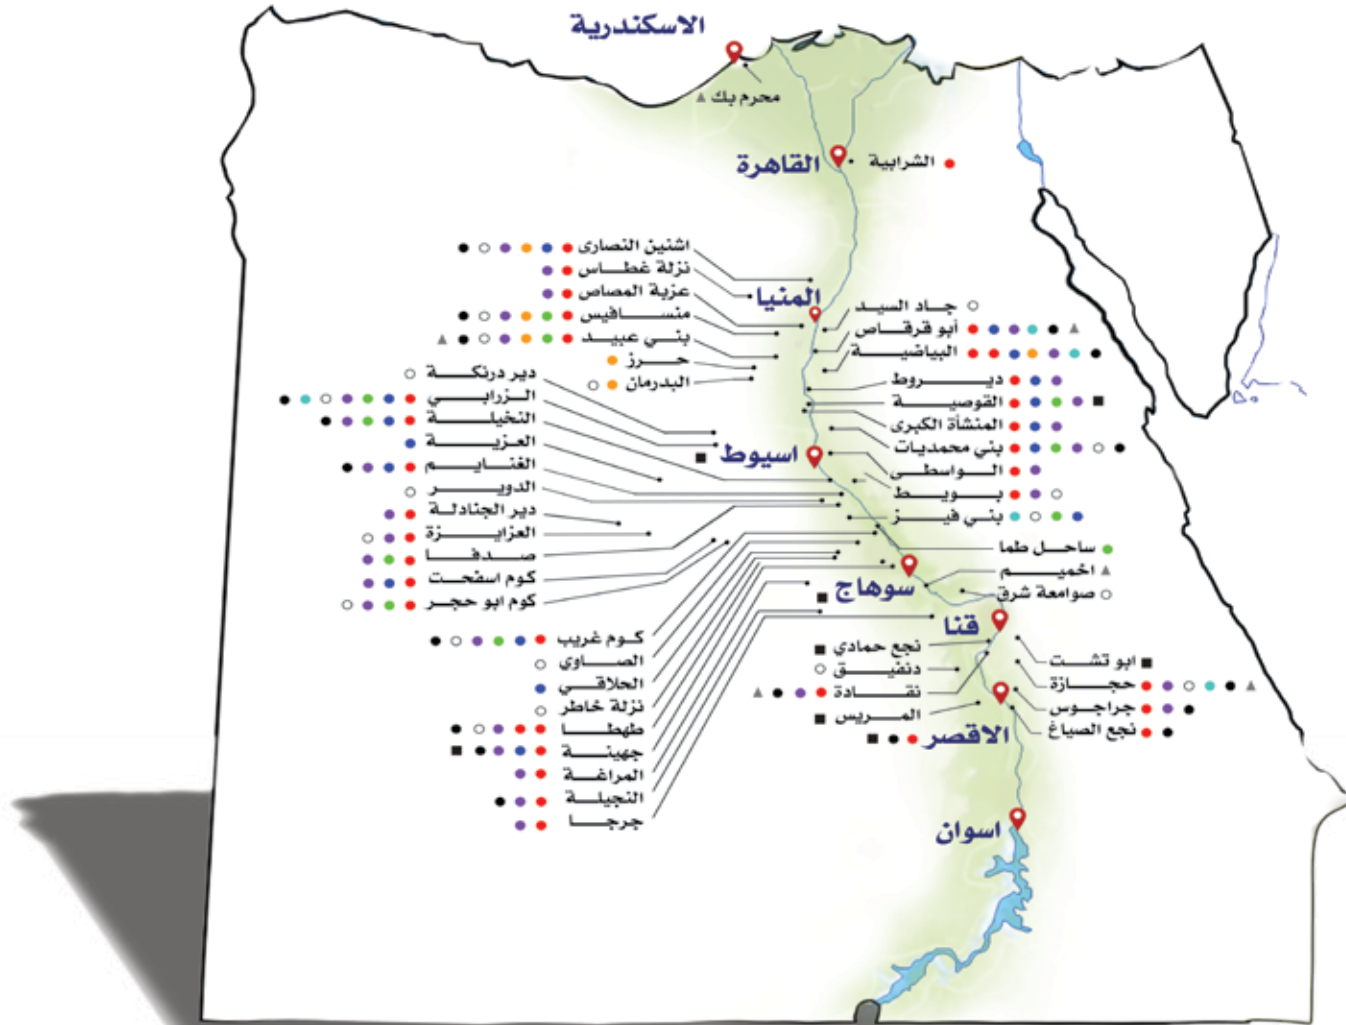 الاسكندرية
محرم بك
القاهرة
الشرابية
اشنين النصارى
نزلة غطاس
عزبة المصاص
منسافيس
بني عبيد
حرز
البدرمان
المنيا
جاد السيد
أبو قرقاص
البياضية
ديروط
القوصية
المنشأة الكبرى
بني محمديات
الواسطى
بويط
بني فيز
دير درنكة
الزرابي
النخيلة
العزية
الغنايم
الدوير
دير الجنادلة
العزايزة
صدفا
كوم اسفحت
كوم ابو حجر
اسيوط
ساحل طما
اخميم
صوامعة شرق
سوهاج
كوم غريب
الصاوي
الحلافي
نزلة خاطر
طهطا
جهينة
المراغة
النجيلة
جرجا
قنا
نجع حمادي
دنفيق
نقادة
المريس
ابو تشت
حجازة
جراجوس
نجع الصياغ
الاقصر
اسوان